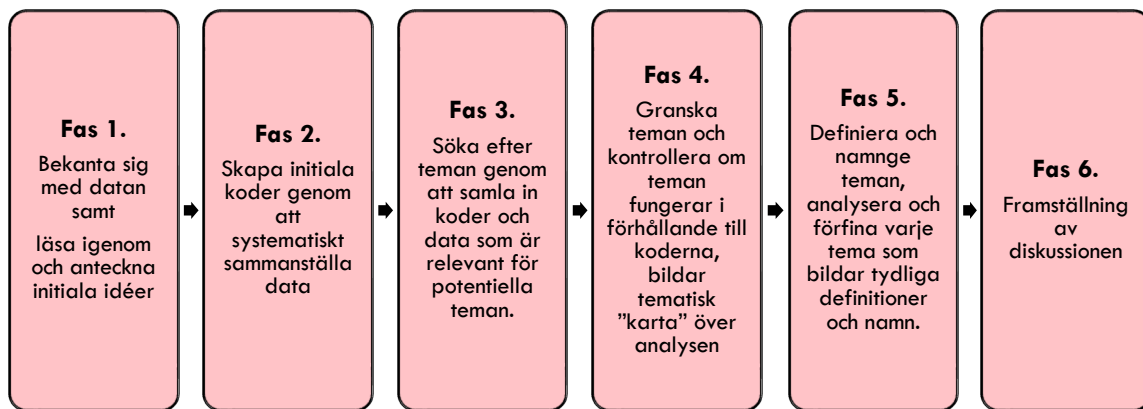 Fas 1.
Bekanta sig
med datan
samt
läsa igenom
och anteckna
initiala idéer
Fas 2.
Skapa initiala
koder genom
att
systematiskt
sammanställa
data
Fas 3.
Söka efter
teman genom
att samla in
koder och
data som är
relevant för
potentiella
teman.
Fas 4.
Granska
teman och
kontrollera om
teman
fungerar i
förhållande till
koderna,
bildar
tematisk
”karta” över
analysen
Fas 5.
Definiera och
namnge
teman,
analysera och
förfina varje
tema som
bildar tydliga
definitioner
och namn.
Fas 6.
Framställning
av
diskussionen